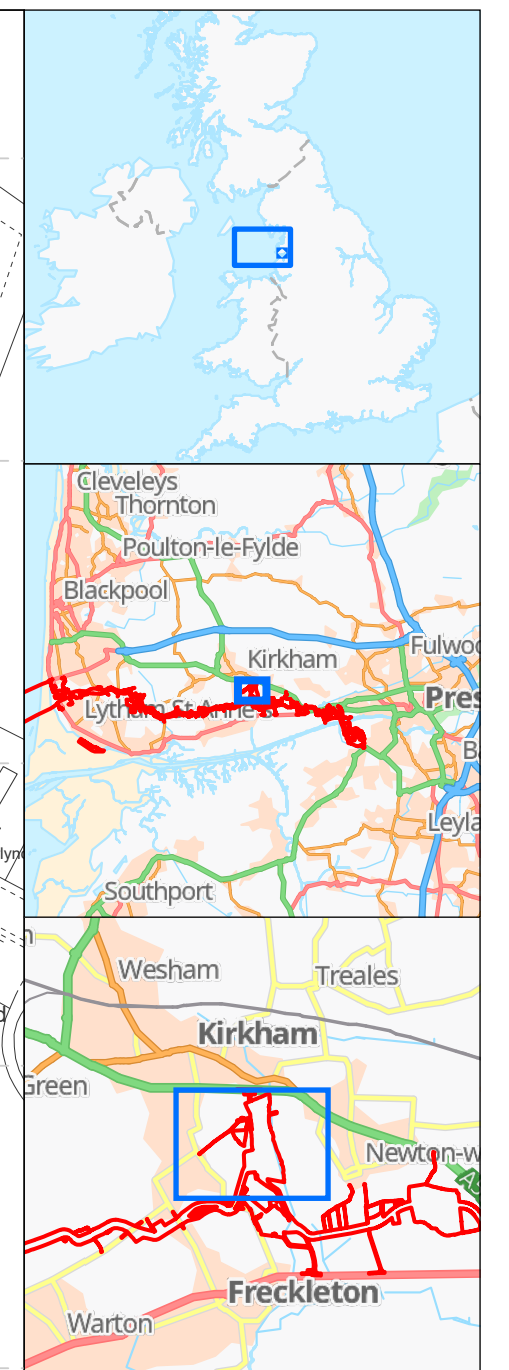 Cleveleys
Thornton
Poulton-le-Fylde
Blackpool
Kirkham
Fulwoo
Lytham St Anne's
Pres
B
Leyla
Southport
Wesham
Treales
Kirkham
Green
Newton-w
Freckleton
Warton